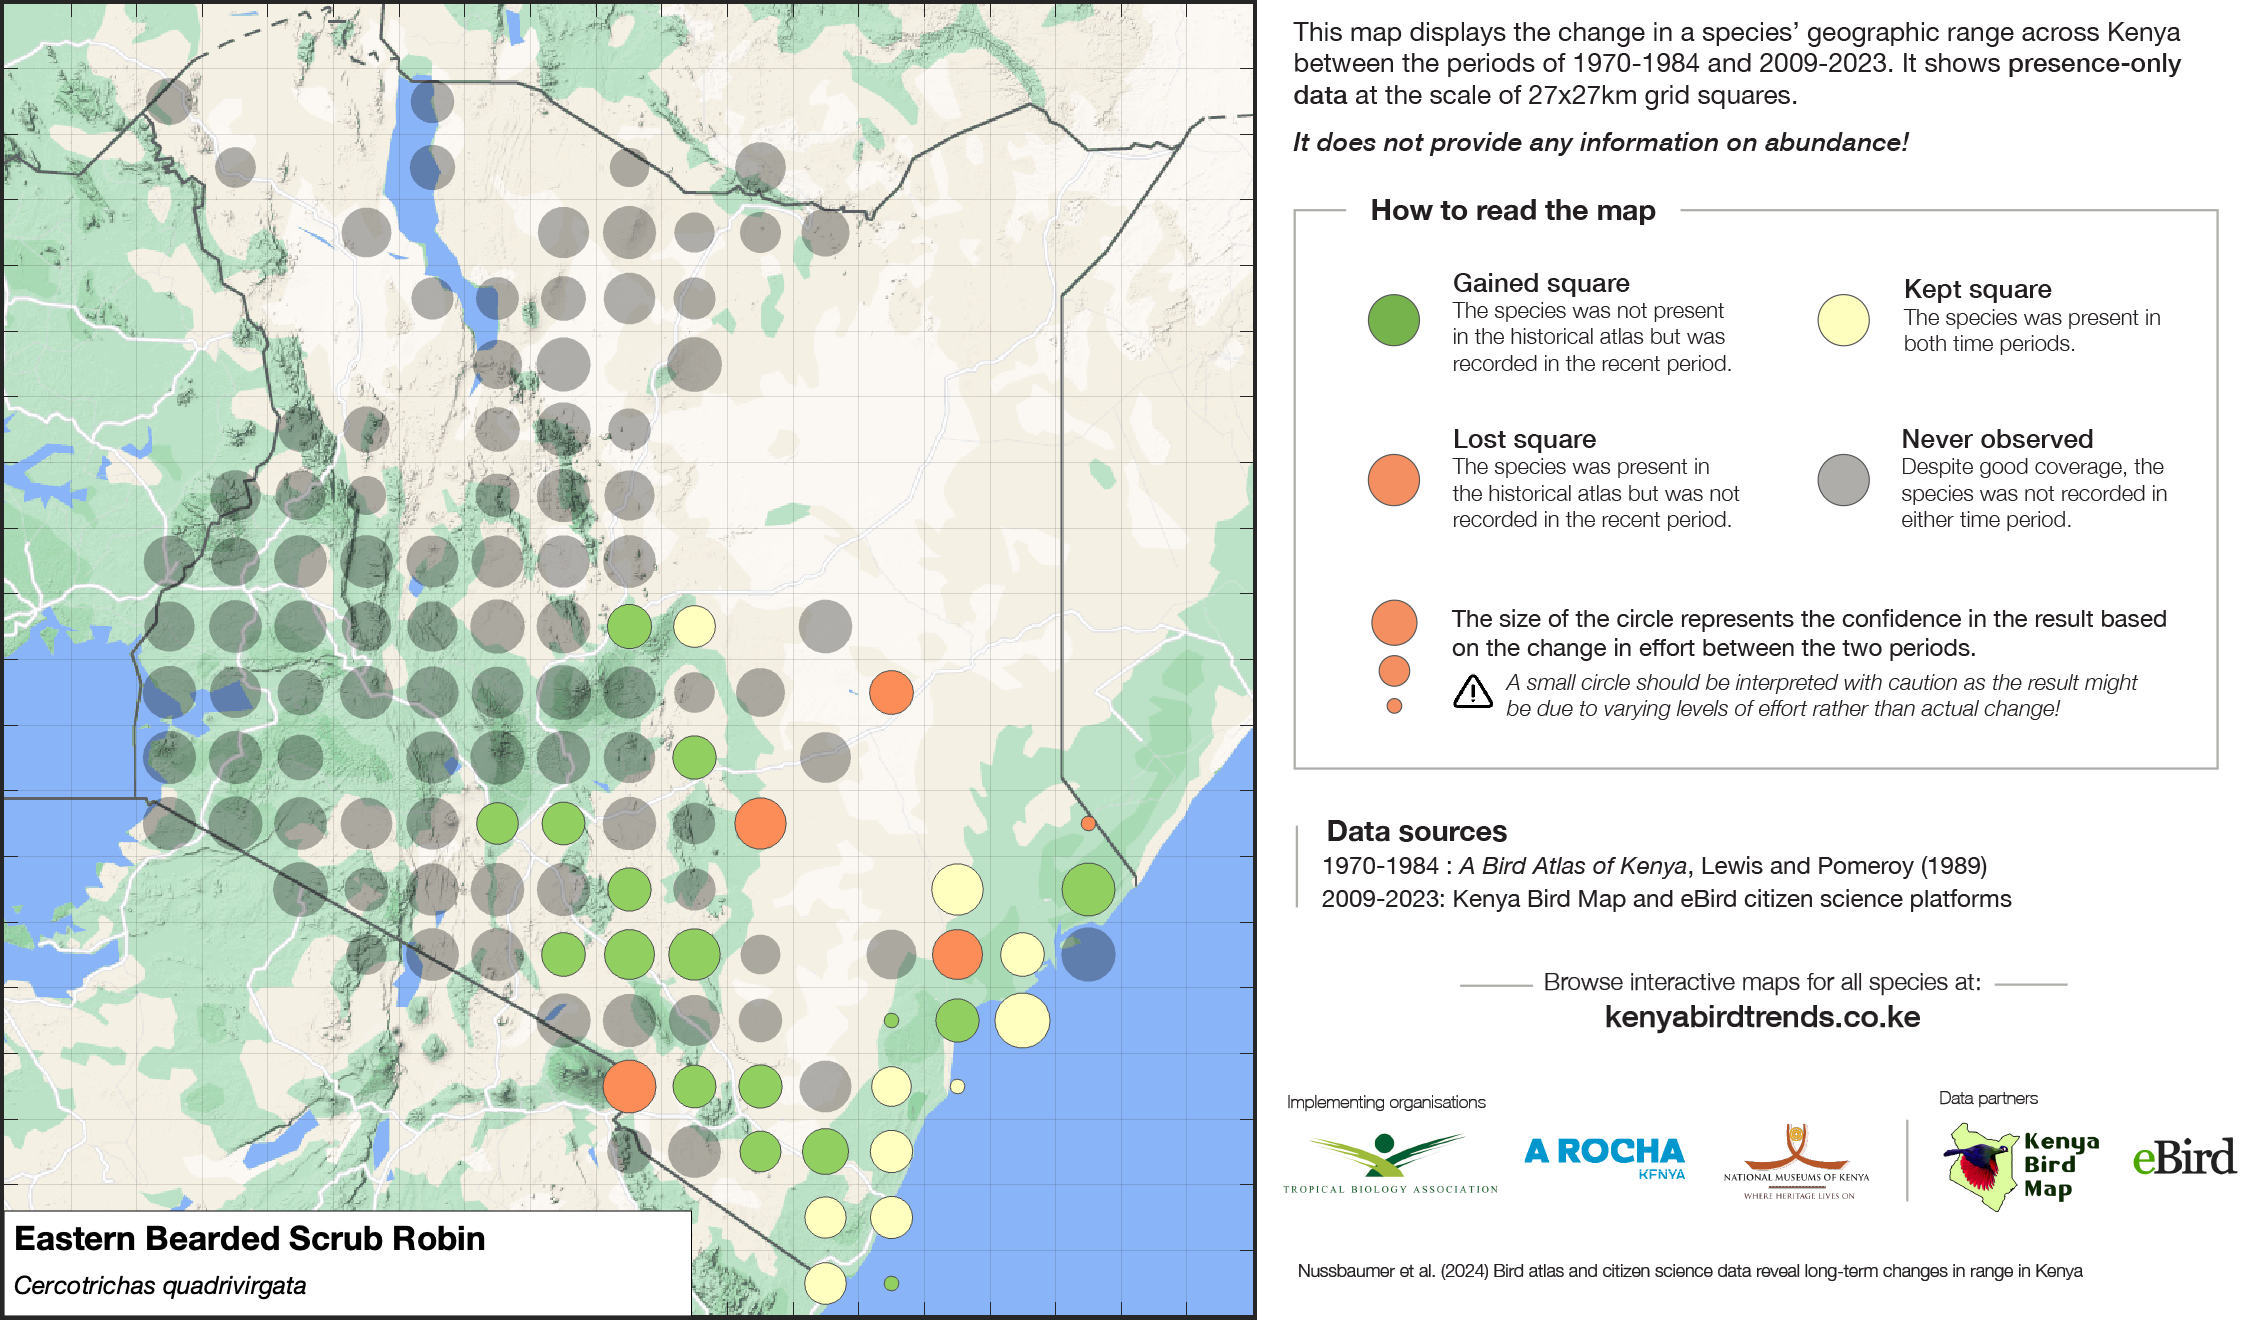 This map displays the change in a species’ geographic range across Kenya
between the periods of 1970-1984 and 2009-2023. It shows presence-only
data at the scale of 27x27km grid squares.
It does not provide any information on abundance!
How to read the map
Gained square
The species was not present
in the historical atlas but was
recorded in the recent period.
Kept square
The species was present in
both time periods.
Lost square
The species was present in
the historical atlas but was not
recorded in the recent period.
Never observed
Despite good coverage, the
species was not recorded in
either time period.
The size of the circle represents the confidence in the result based
on the change in effort between the two periods.
A small circle should be interpreted with caution as the result might
be due to varying levels of effort rather than actual change!
Data sources
1970-1984 : A Bird Atlas of Kenya, Lewis and Pomeroy (1989)
2009-2023: Kenya Bird Map and eBird citizen science platforms
Browse interactive maps for all species at:
kenyabirdtrends.co.ke
Implementing organisations
Data partners
TROPICAL BIOLOGY ASSOCIATION
A ROCHA
KENYA
NATIONAL MUSEUMS OF KENYA
WHERE HERITAGE LIVES ON
Kenya
Bird
Map
eBird
Eastern Bearded Scrub Robin
Cercotrichas quadrivirgata
Nussbaumer et al. (2024) Bird atlas and citizen science data reveal long-term changes in range in Kenya